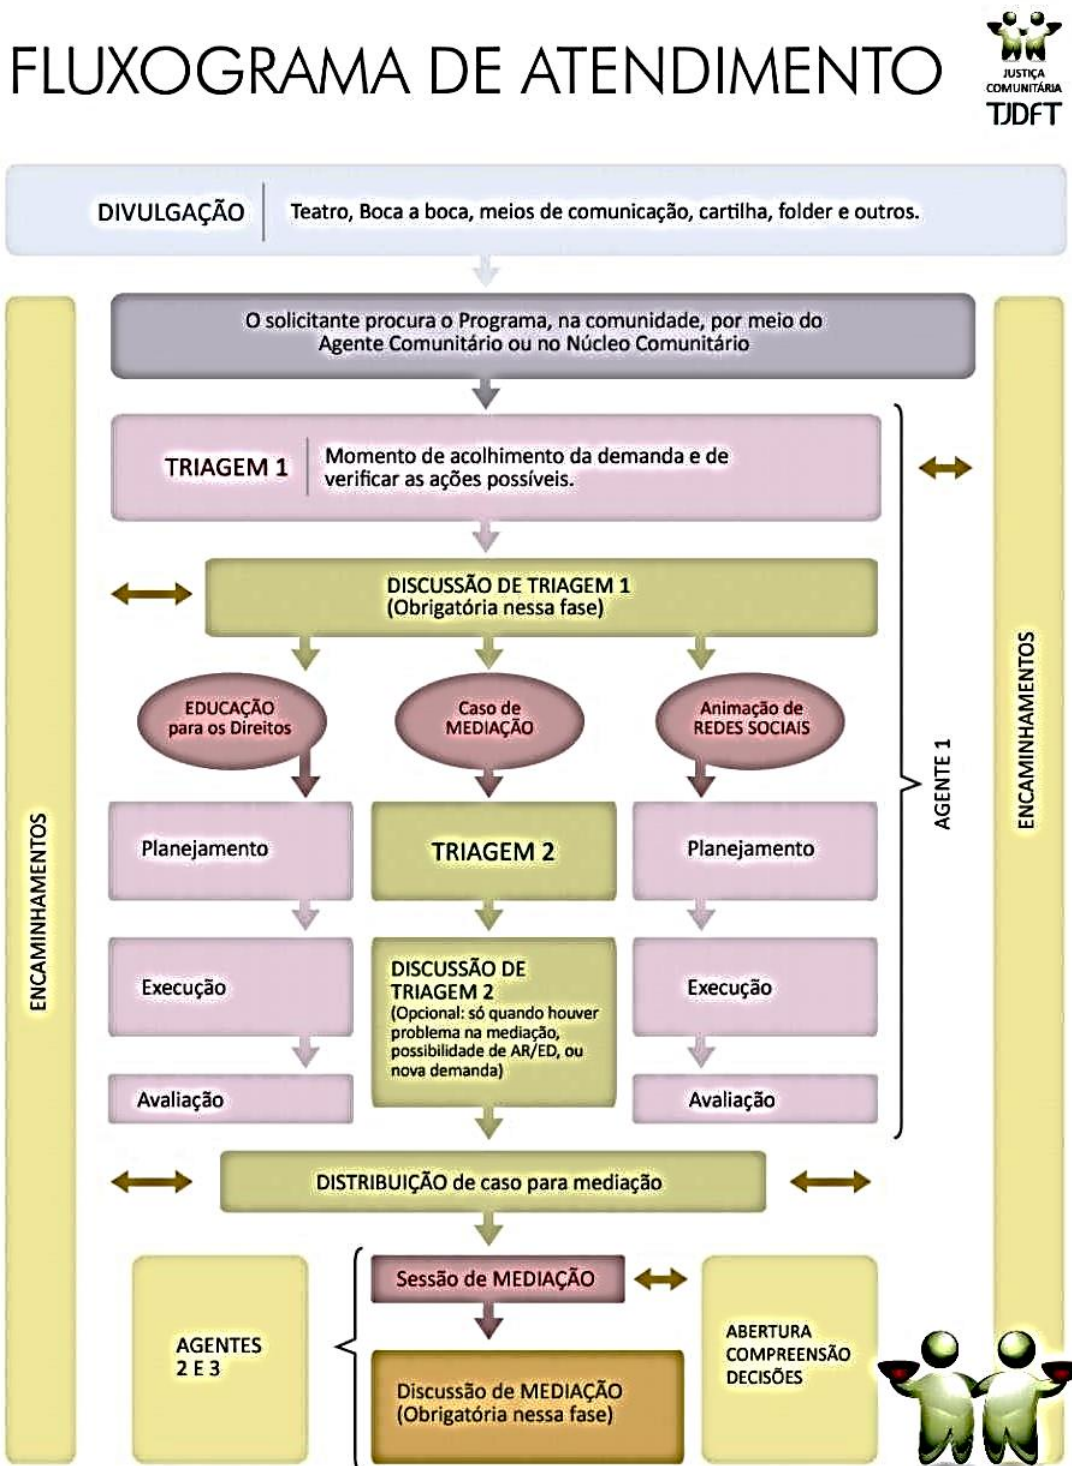 FLUXOGRAMA DE ATENDIMENTO
JUSTIÇA
COMUNITÁRIA
TJDFT
DIVULGAÇÃO
Teatro, Boca a boca, meios de comunicação, cartilha, folder e outros.
O solicitante procura o Programa, na comunidade, por meio do
Agente Comunitário ou no Núcleo Comunitário
TRIAGEM 1
Momento de acolhimento da demanda e de
verificar as ações possíveis.
DISCUSSÃO DE TRIAGEM 1
(Obrigatória nessa fase)
EDUCAÇÃO
para os Direitos
Caso de
MEDIAÇÃO
Animação de
REDES SOCIAIS
Planejamento
TRIAGEM 2
Planejamento
Execução
DISCUSSÃO DE
TRIAGEM 2
(Opcional: só quando houver
problema na mediação,
possibilidade de AR/ED, ou
nova demanda)
Execução
Avaliação
Avaliação
AGENTE 1
ENCAMINHAMENTOS
ENCAMINHAMENTOS
DISTRIBUIÇÃO de caso para mediação
Sessão de MEDIAÇÃO
AGENTES
2 E 3
ABERTURA
COMPREENSÃO
DECISÕES
Discussão de MEDIAÇÃO
(Obrigatória nessa fase)